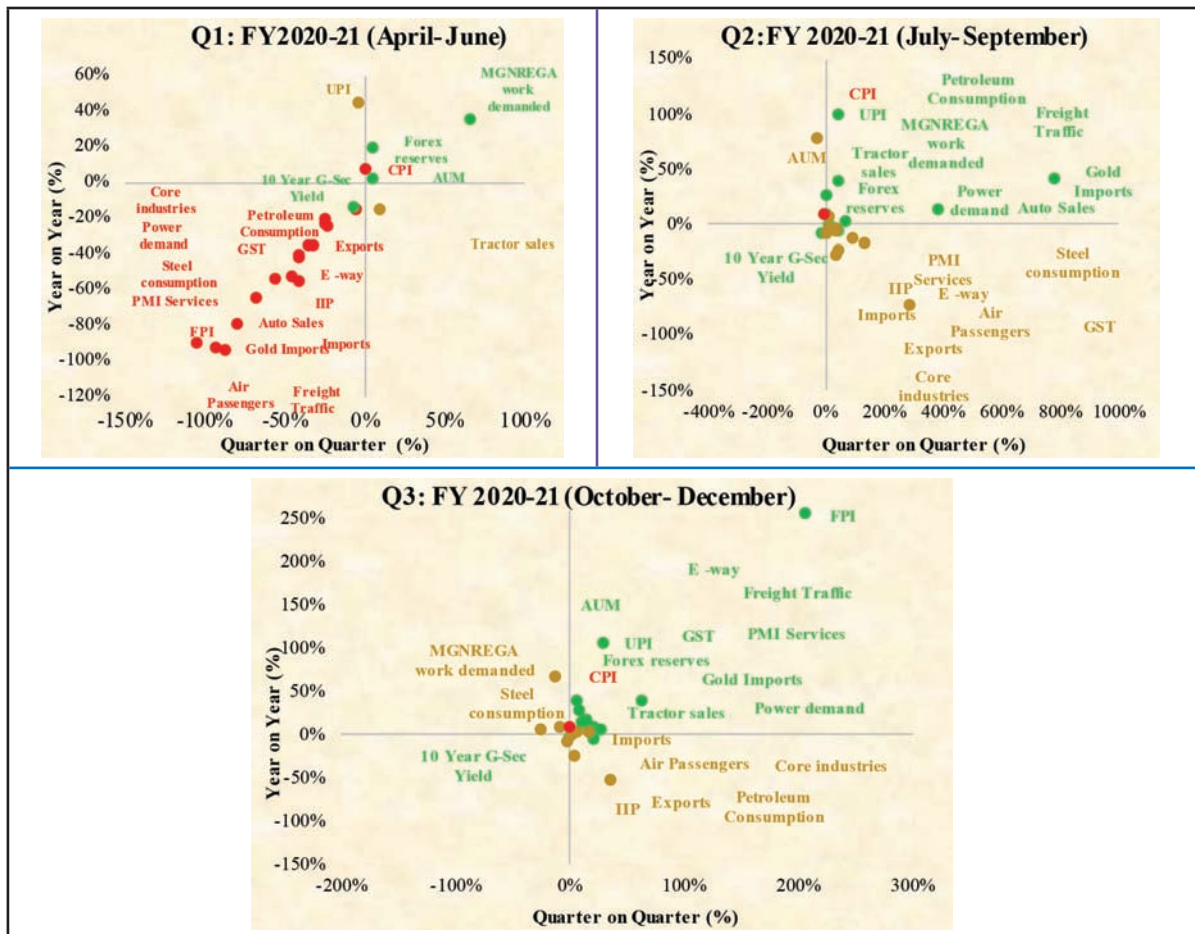 Q1: FY2020-21 (April- June)
60%
40%
20%
0%
-20%
-40%
-60%
-80%
-100%
-120%
Year on Year (%)
UPI
MGNREGA
work
demanded
Forex
reserves
CPI
AUM
10 Year G-Sec
Yield
Core
industries
Petroleum
Consumption
Power
demand
GST
Exports
Tractor sales
Steel
consumption
E -way
PMI Services
IIP
FPI
Auto Sales
Imports
Gold Imports
Air
Passengers
Freight
Traffic
-150%
-100%
-50%
0%
50%
100%
Quarter on Quarter (%)
Q2:FY 2020-21 (July- September)
150%
100%
50%
0%
-50%
-100%
-150%
Year on Year (%)
CPI
Petroleum
Consumption
UPI
MGNREGA
work
demanded
Freight
Traffic
AUM
Tractor
sales
Forex
reserves
Power
demand
Gold
Imports
Auto Sales
10 Year G-Sec
Yield
PMI
Services
Steel
consumption
IIP
E -way
Imports
Air
Passengers
GST
Exports
Core
industries
-400%
-200%
0%
200%
400%
600%
800%
1000%
Quarter on Quarter (%)
Q3: FY 2020-21 (October- December)
250%
200%
150%
100%
50%
0%
-50%
-100%
-150%
Year on Year (%)
FPI
E -way
Freight Traffic
AUM
UPI
GST
PMI Services
MGNREGA
work demanded
Forex reserves
CPI
Gold Imports
Steel
consumption
Tractor sales
Power demand
Imports
10 Year G-Sec
Yield
Air Passengers
Core industries
IIP
Exports
Petroleum
Consumption
-200%
-100%
0%
100%
200%
300%
Quarter on Quarter (%)